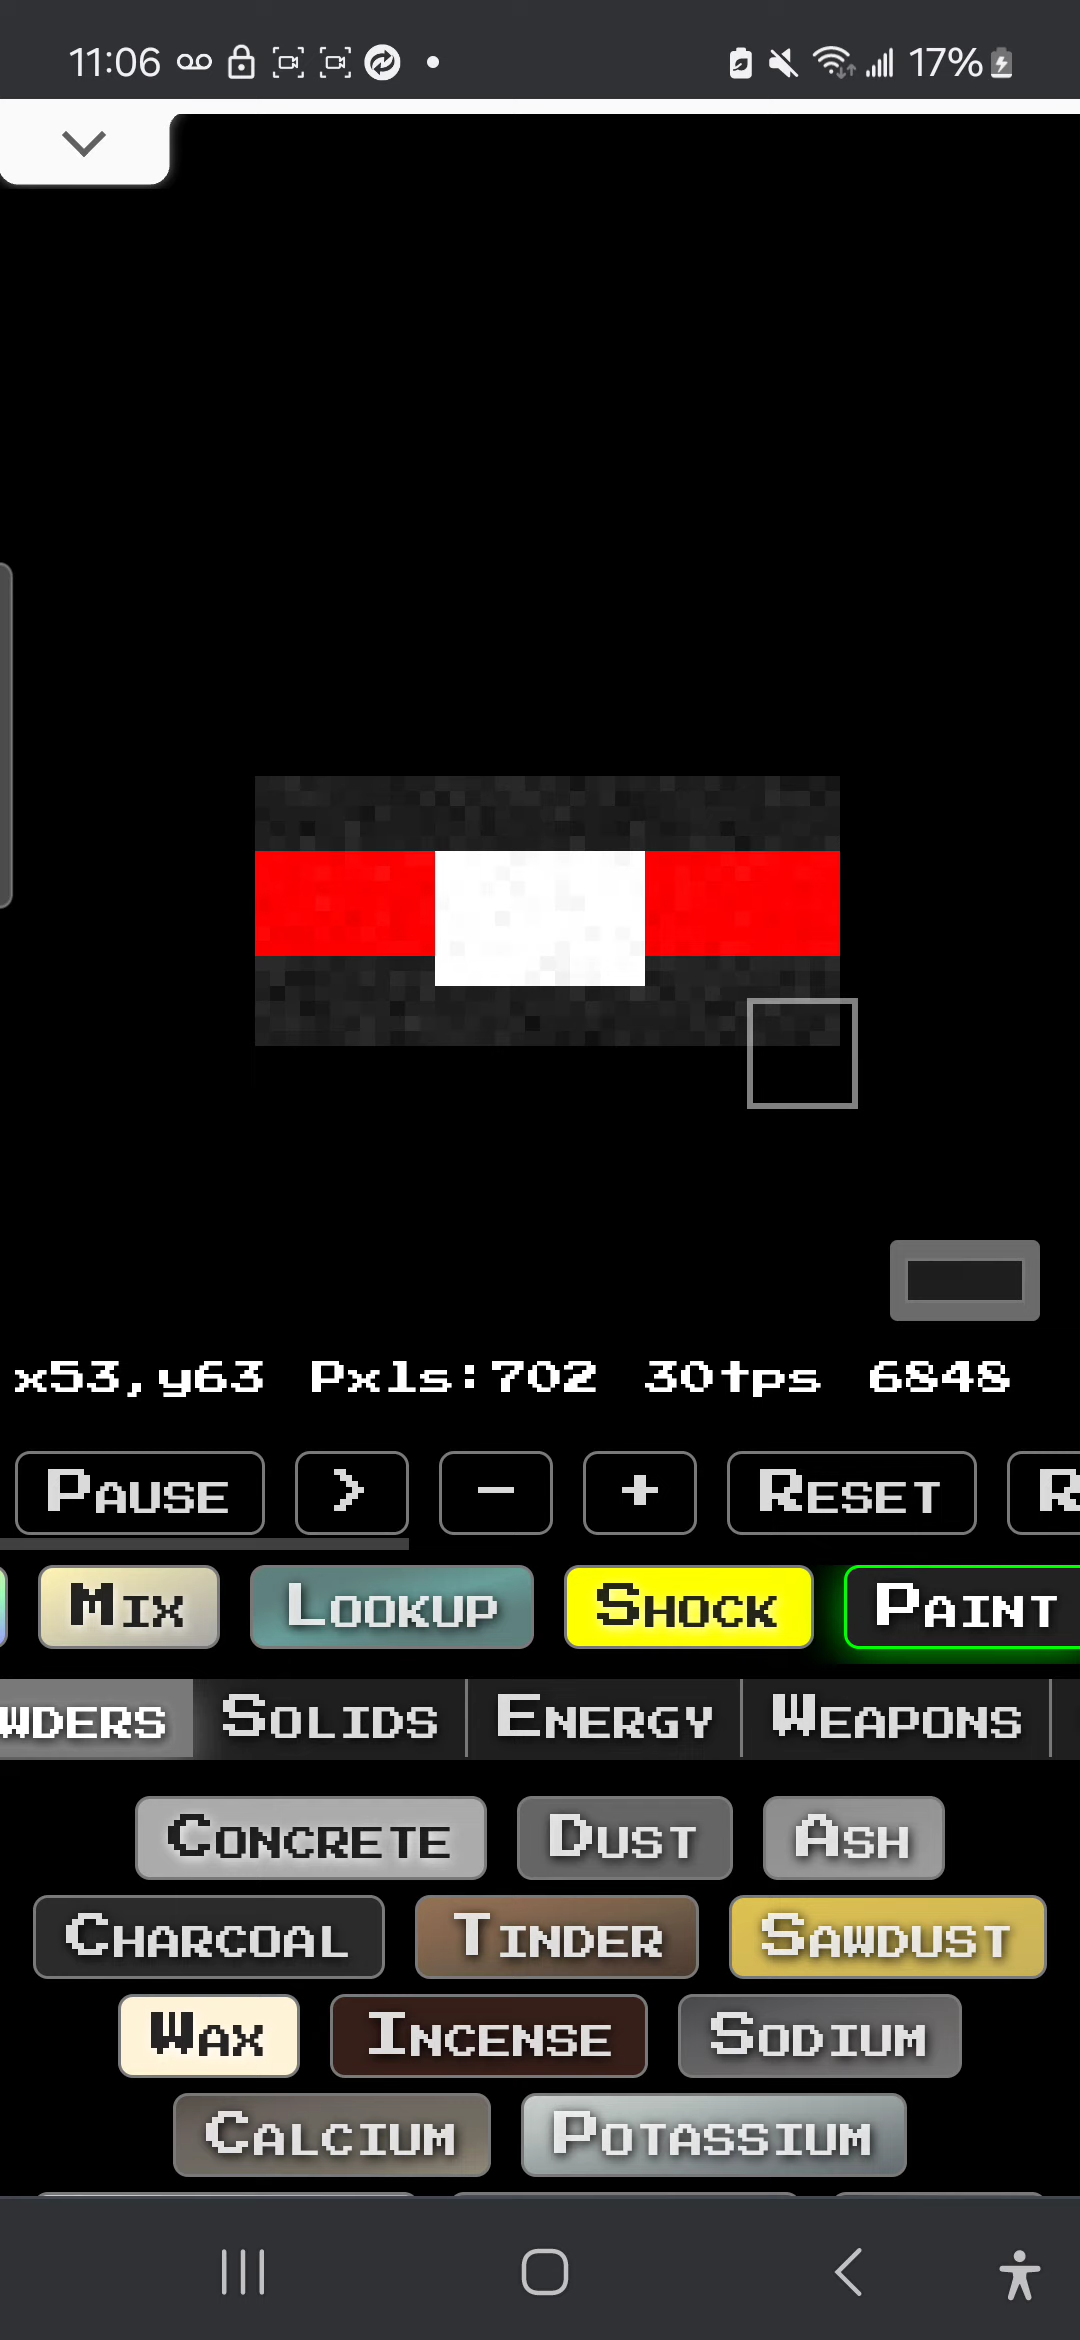 11:06 17%
x53,y63 Pxls:702 30tps 6848
Pause > − + Reset R
Mix Lookup Shock Paint
wders Solids Energy Weapons
Concrete Dust Ash
Charcoal Tinder Sawdust
Wax Incense Sodium
Calcium Potassium